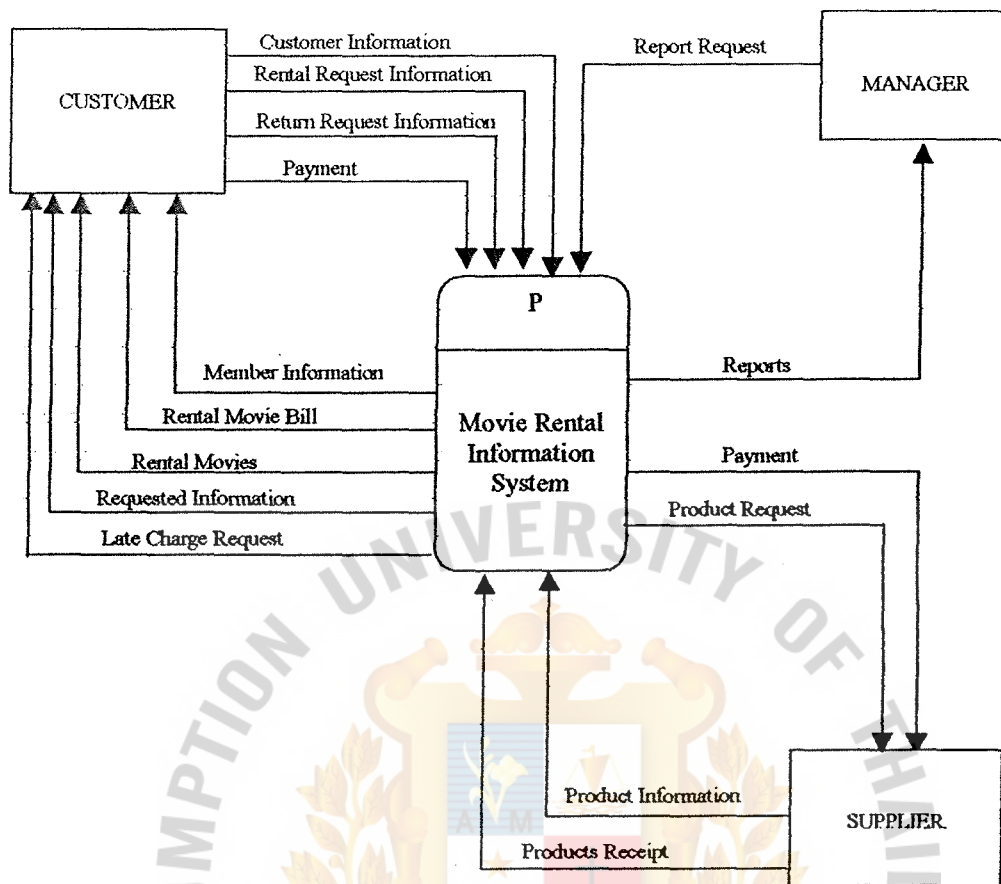 Customer Information
Report Request
Rental Request Information
MANAGER
CUSTOMER
Return Request Information
Payment
P
Member Information
Reports
Rental Movie Bill
Movie Rental
Information
System
Rental Movies
Payment
Requested Information
Product Request
Late Charge Request
UNIVERSITY OF
Product Information
SUPPLIER
A M
Products Receipt